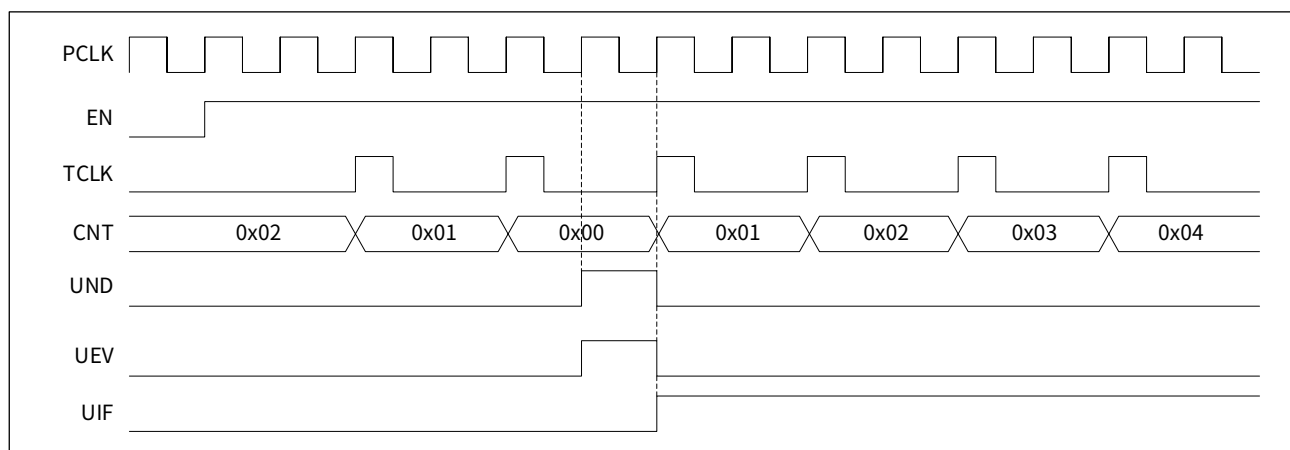 PCLK
EN
TCLK
CNT 0x02 0x01 0x00 0x01 0x02 0x03 0x04
UND
UEV
UIF